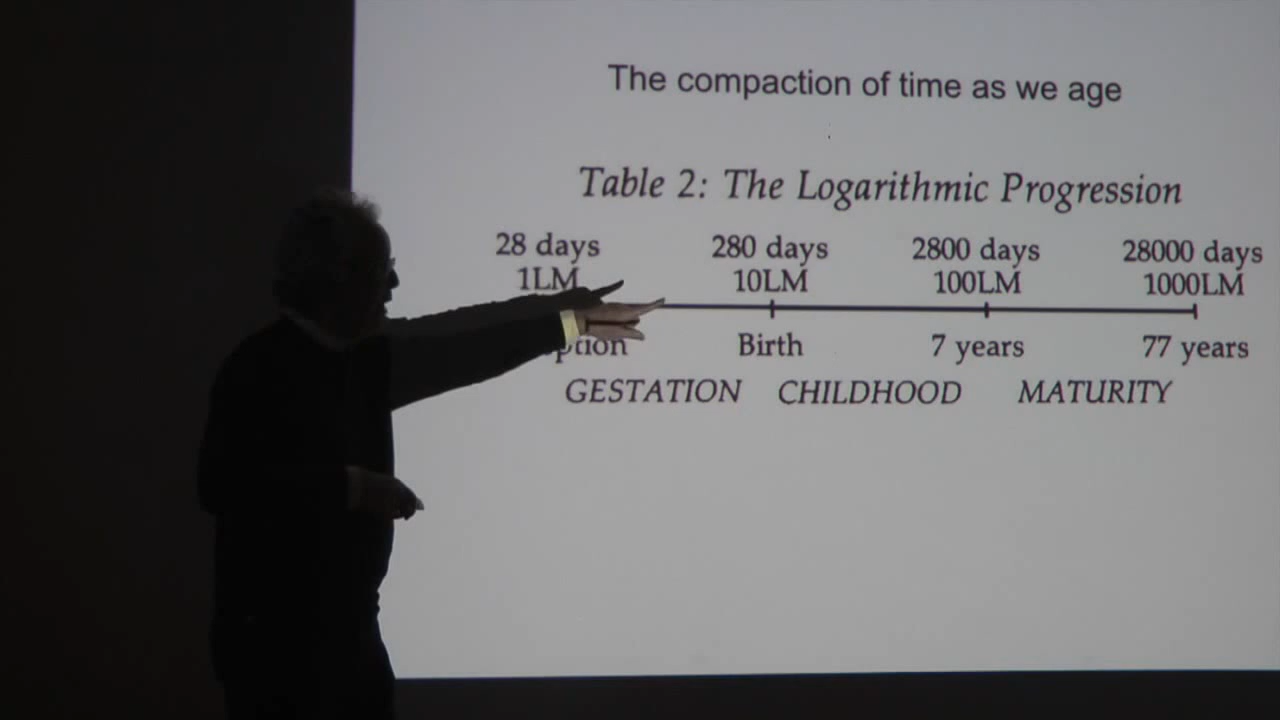 The compaction of time as we age
Table 2: The Logarithmic Progression
28 days 280 days 2800 days 28000 days
1LM 10LM 100LM 1000LM
Birth 7 years 77 years
GESTATION CHILDHOOD MATURITY